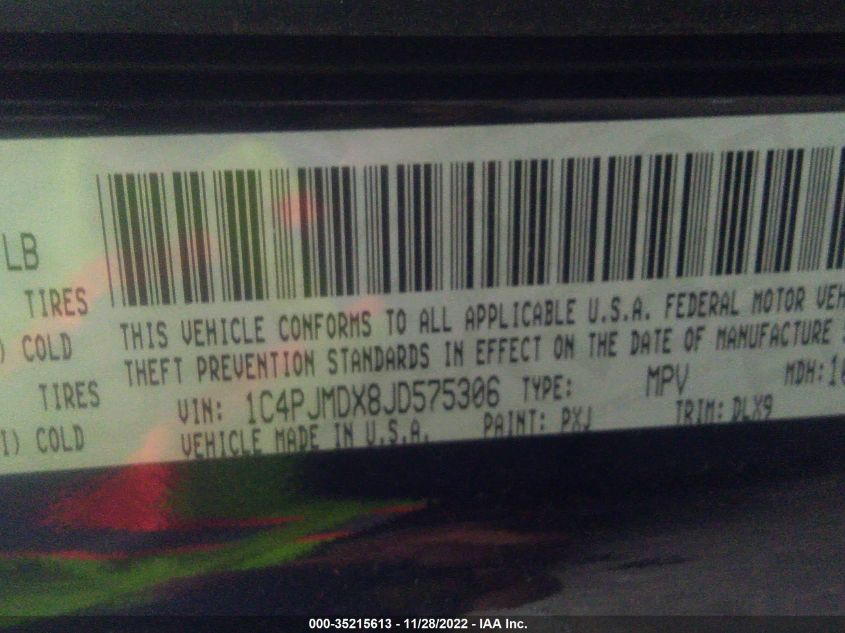 LB
TIRES
) COLD
TIRES
I) COLD
THIS VEHICLE CONFORMS TO ALL APPLICABLE U.S.A. FEDERAL MOTOR VEH
THEFT PREVENTION STANDARDS IN EFFECT ON THE DATE OF MANUFACTURE
VIN: 1C4PJMDX8JD575306 TYPE: MPV MDH: 10
VEHICLE MADE IN U.S.A. PAINT: PXJ TRIM: DLX9
000-35215613 - 11/28/2022 - IAA Inc.